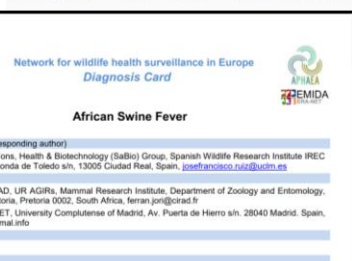 Network for wildlife health surveillance in Europe
Diagnosis Card
APHAEA
EMIDA
ERA-NET
African Swine Fever
esponding author)
ons, Health & Biotechnology (SaBio) Group, Spanish Wildlife Research Institute IREC
onda de Toledo s/n, 13005 Ciudad Real, Spain, josefrancisco.ruiz@uclm.es
AD, UR AGIRs, Mammal Research Institute, Department of Zoology and Entomology,
toria, Pretoria 0002, South Africa, ferran.jori@cirad.fr
ET, University Complutense of Madrid, Av. Puerta de Hierro s/n. 28040 Madrid. Spain,
mal.info